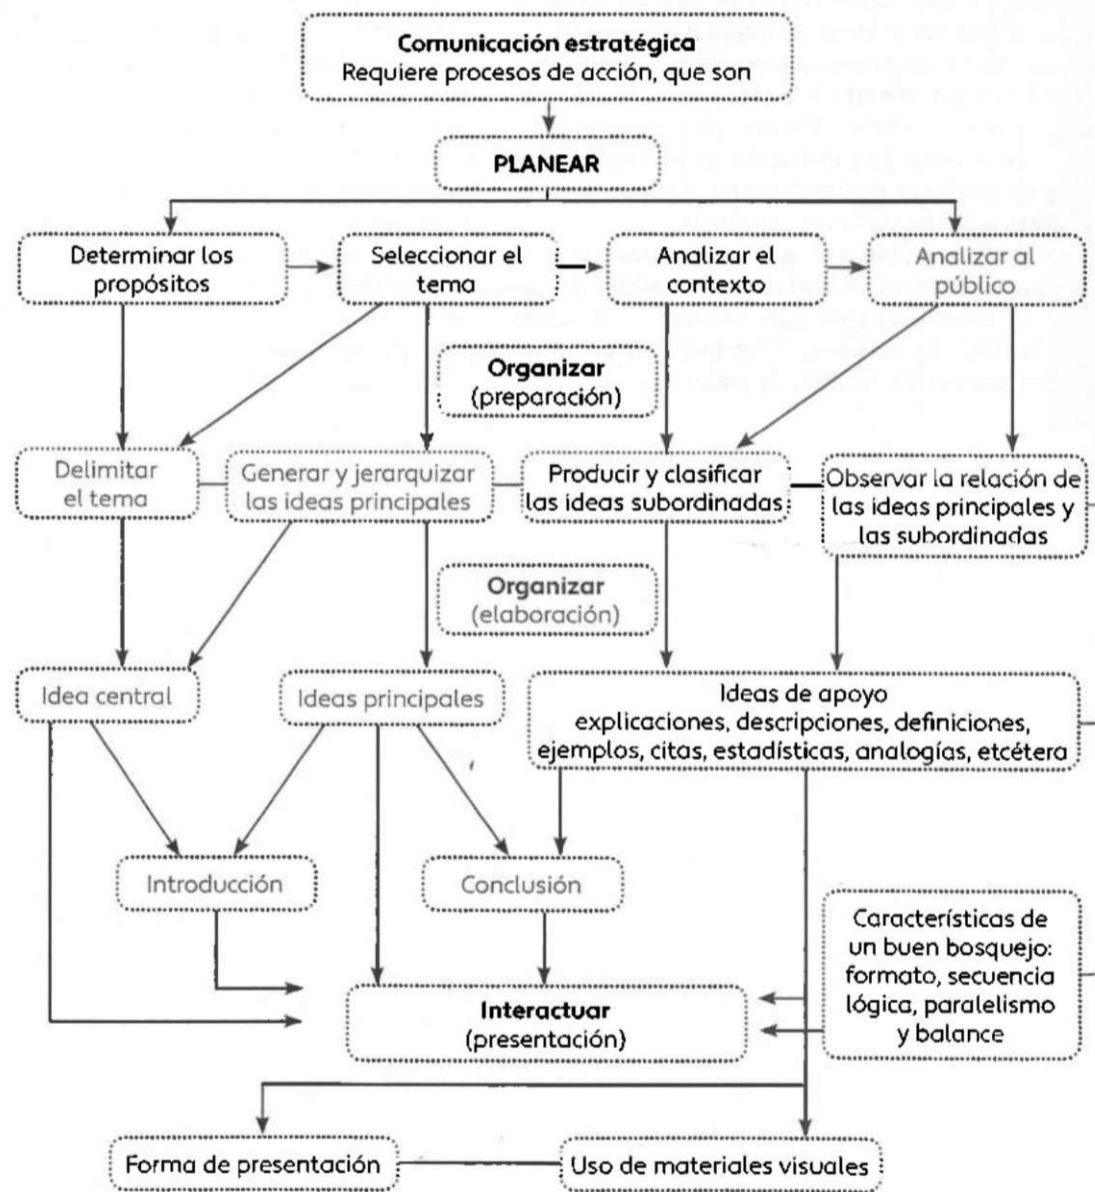 Comunicación estratégica
Requiere procesos de acción, que son
PLANEAR
Determinar los
propósitos
Seleccionar el
tema
Analizar el
contexto
Analizar al
público
Organizar
(preparación)
Delimitar
el tema
Generar y jerarquizar
las ideas principales
Producir y clasificar
las ideas subordinadas
Observar la relación de
las ideas principales y
las subordinadas
Organizar
(elaboración)
Idea central
Ideas principales
Ideas de apoyo
explicaciones, descripciones, definiciones,
ejemplos, citas, estadísticas, analogías, etcétera
Introducción
Conclusión
Características de
un buen bosquejo:
formato, secuencia
lógica, paralelismo
y balance
Interactuar
(presentación)
Forma de presentación
Uso de materiales visuales